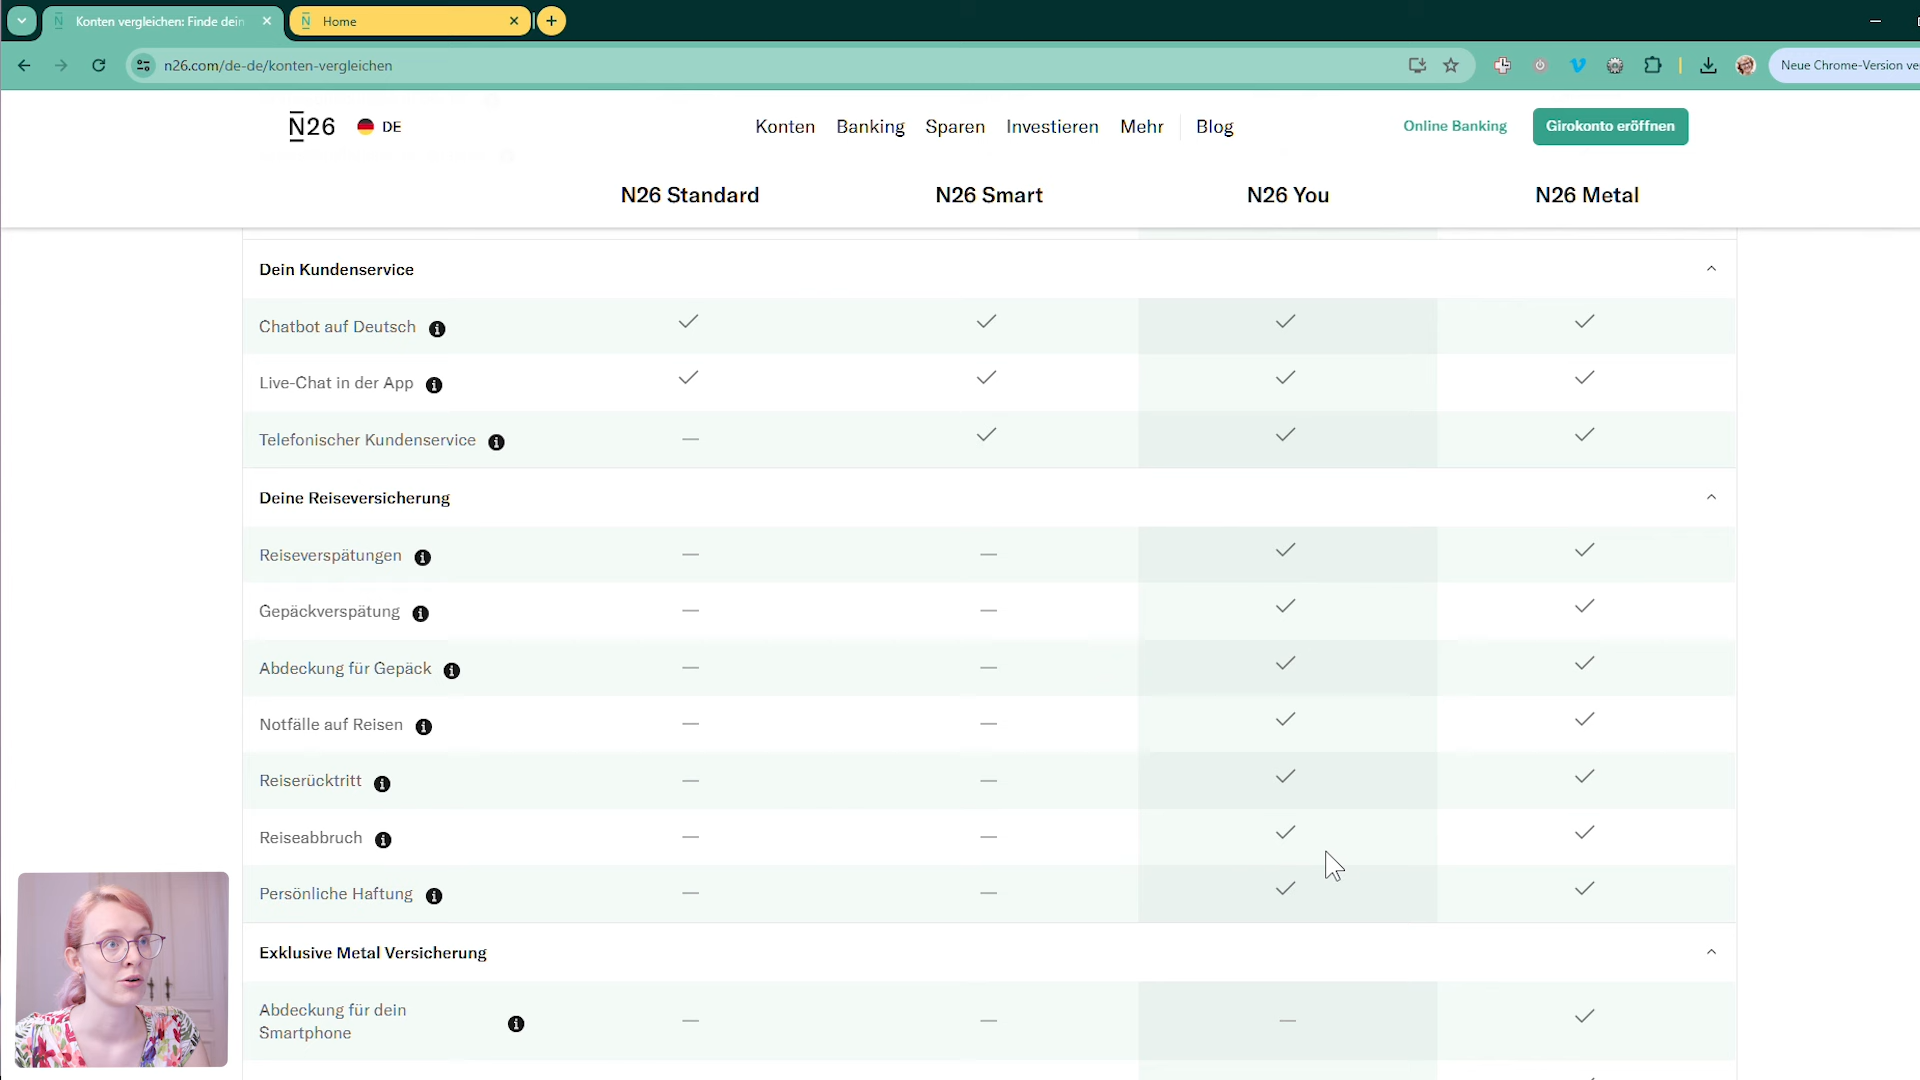 Konten vergleichen: Finde dein
Home
n26.com/de-de/konten-vergleichen
Neue Chrome-Version ve
N26 DE
Konten Banking Sparen Investieren Mehr Blog
Online Banking
Girokonto eröffnen
N26 Standard N26 Smart N26 You N26 Metal
Dein Kundenservice
Chatbot auf Deutsch
Live-Chat in der App
Telefonischer Kundenservice
Deine Reiseversicherung
Reiseverspätungen
Gepäckverspätung
Abdeckung für Gepäck
Notfälle auf Reisen
Reiserücktritt
Reiseabbruch
Persönliche Haftung
Exklusive Metal Versicherung
Abdeckung für dein
Smartphone